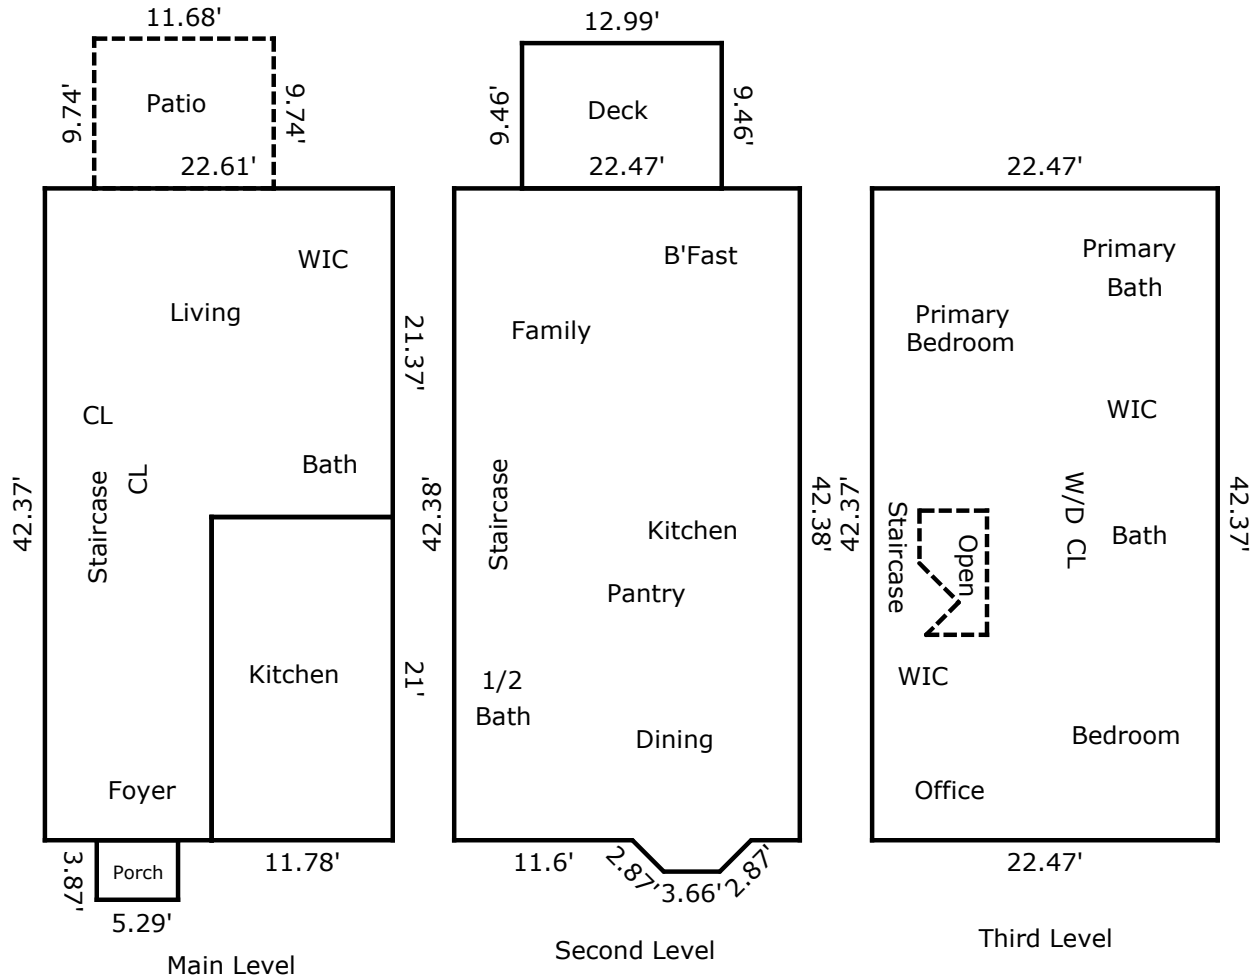 11.68'
9.74'
Patio
9.74'
22.61'
WIC
Living
21.37'
CL
CL
Bath
Staircase
42.37'
Kitchen
21'
Foyer
3.87'
Porch
11.78'
5.29'
Main Level
12.99'
9.46'
Deck
9.46'
22.47'
B'Fast
Family
42.38'
Staircase
Kitchen
42.38'
Pantry
1/2
Bath
Dining
11.6'
2.87'
3.66'
2.87'
Second Level
22.47'
Primary
Bath
Primary
Bedroom
WIC
42.37'
Staircase
Open
W/D CL
Bath
42.37'
WIC
Bedroom
Office
22.47'
Third Level